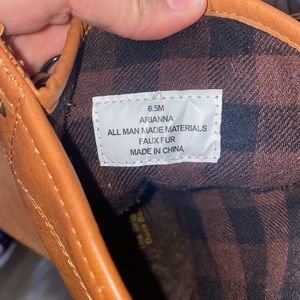 6.5M
ARIANNA
ALL MAN MADE MATERIALS
FAUX FUR
MADE IN CHINA